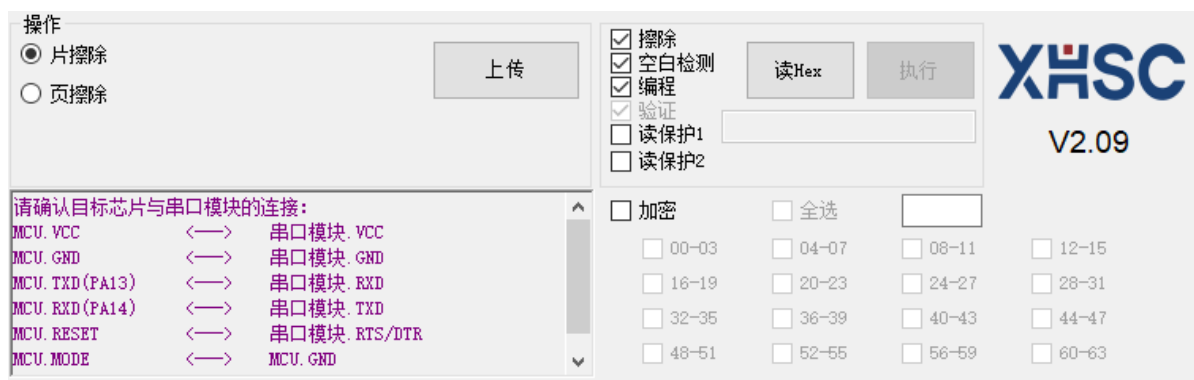 操作
片擦除
页擦除
上传
擦除
空白检测
编程
验证
读保护1
读保护2
读Hex
执行
XHSC
V2.09
请确认目标芯片与串口模块的连接:
MCU.VCC <——> 串口模块.VCC
MCU.GND <——> 串口模块.GND
MCU.TXD(PA13) <——> 串口模块.RXD
MCU.RXD(PA14) <——> 串口模块.TXD
MCU.RESET <——> 串口模块.RTS/DTR
MCU.MODE <——> MCU.GND
加密 全选
00-03 04-07 08-11 12-15
16-19 20-23 24-27 28-31
32-35 36-39 40-43 44-47
48-51 52-55 56-59 60-63